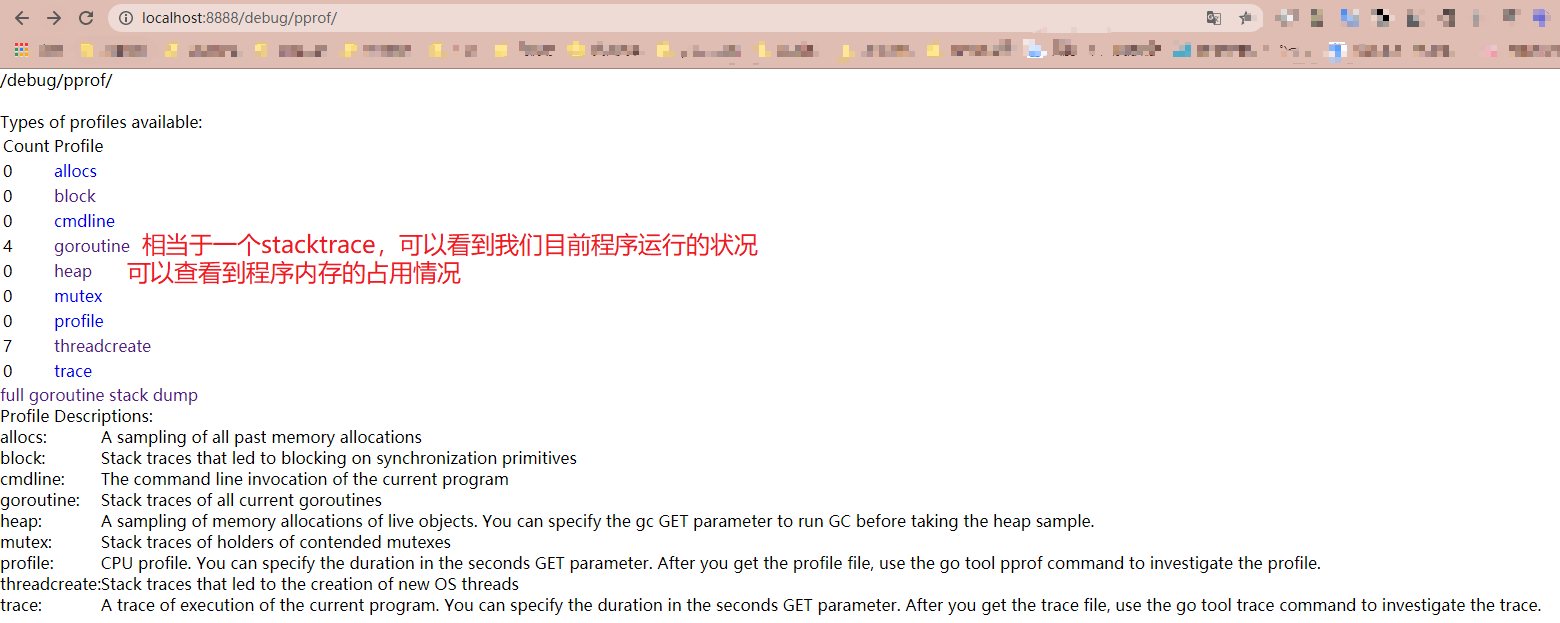 localhost:8888/debug/pprof/
/debug/pprof/
Types of profiles available:
Count Profile
0 allocs
0 block
0 cmdline
4 goroutine 相当于一个stacktrace，可以看到我们目前程序运行的状况
0 heap 可以查看到程序内存的占用情况
0 mutex
0 profile
7 threadcreate
0 trace
full goroutine stack dump
Profile Descriptions:
allocs: A sampling of all past memory allocations
block: Stack traces that led to blocking on synchronization primitives
cmdline: The command line invocation of the current program
goroutine: Stack traces of all current goroutines
heap: A sampling of memory allocations of live objects. You can specify the gc GET parameter to run GC before taking the heap sample.
mutex: Stack traces of holders of contended mutexes
profile: CPU profile. You can specify the duration in the seconds GET parameter. After you get the profile file, use the go tool pprof command to investigate the profile.
threadcreate:Stack traces that led to the creation of new OS threads
trace: A trace of execution of the current program. You can specify the duration in the seconds GET parameter. After you get the trace file, use the go tool trace command to investigate the trace.